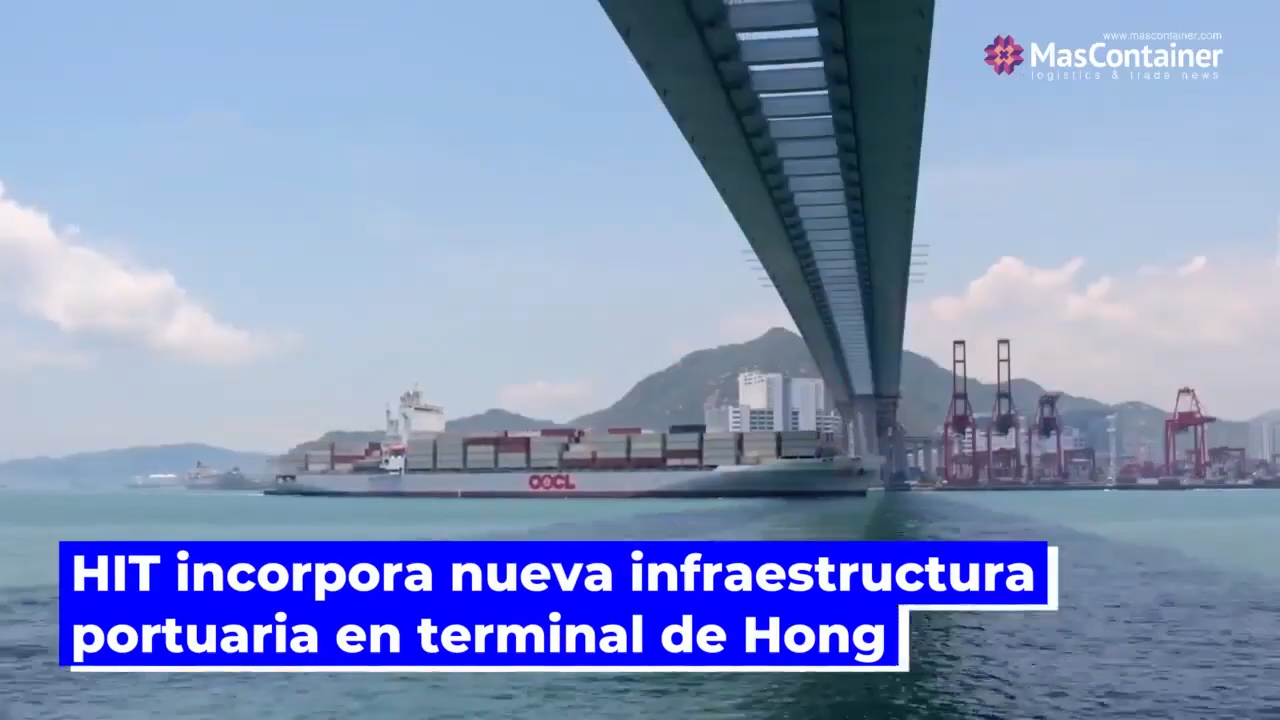 www.mascontainer.com
MasContainer
logistics & trade news
OOCL
HIT incorpora nueva infraestructura
portuaria en terminal de Hong